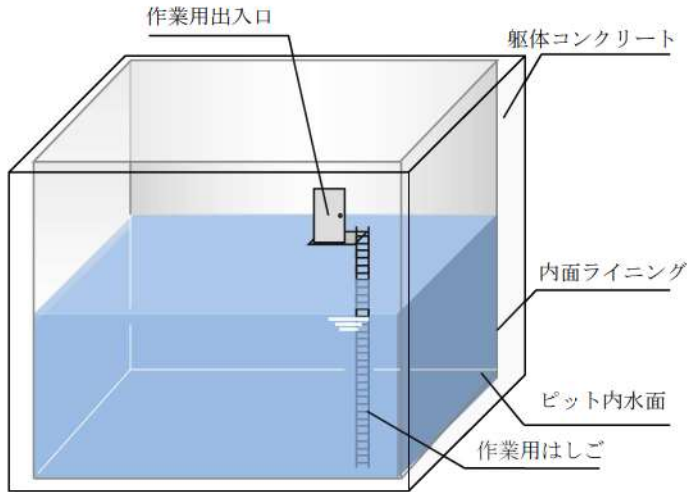 作業用出入口
躯体コンクリート
内面ライニング
ピット内水面
作業用はしご